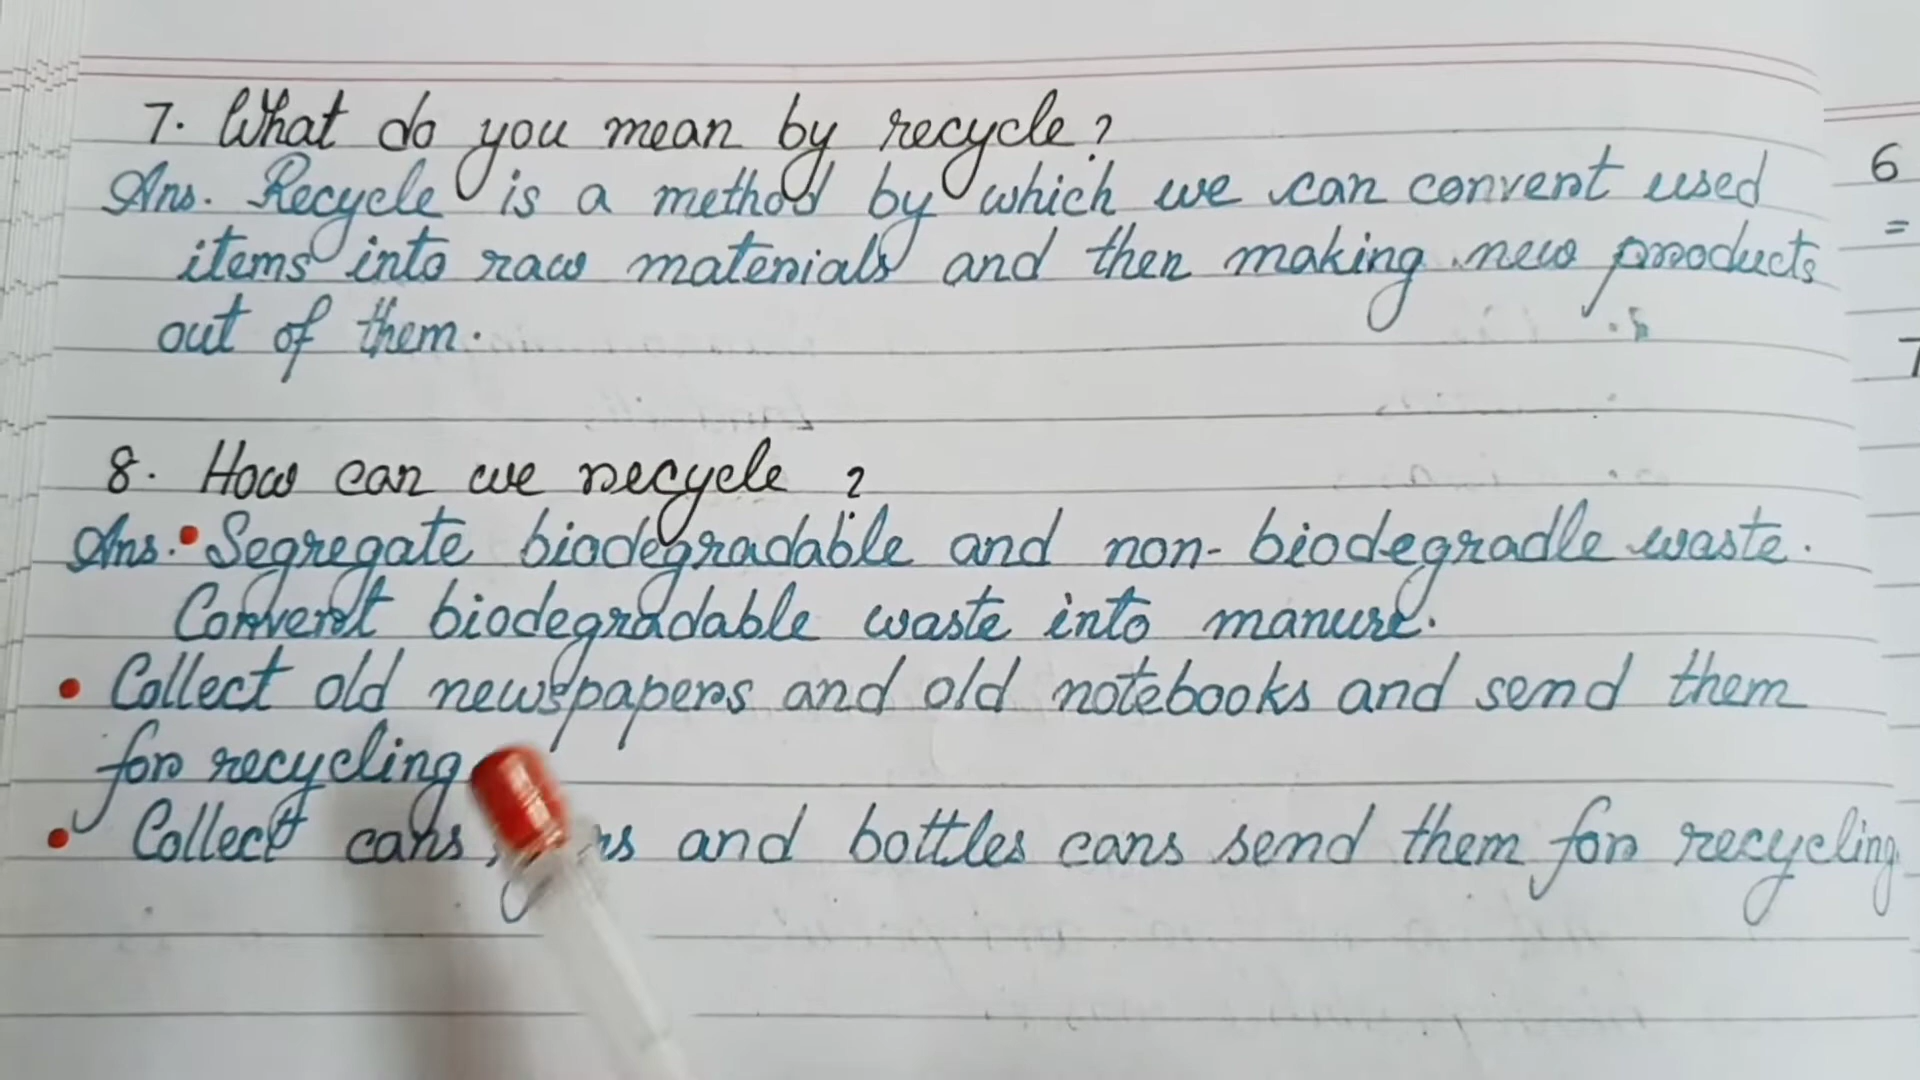 7. What do you mean by recycle?
Ans. Recycle is a method by which we can convert used
items into raw materials and then making new products
out of them.
8. How can we recycle ?
Ans. • Segregate biodegradable and non-biodegradle waste.
Convert biodegradable waste into manure.
• Collect old newspapers and old notebooks and send them
for recycling
• Collect cans, and bottles cans send them for recycling
6
=
7